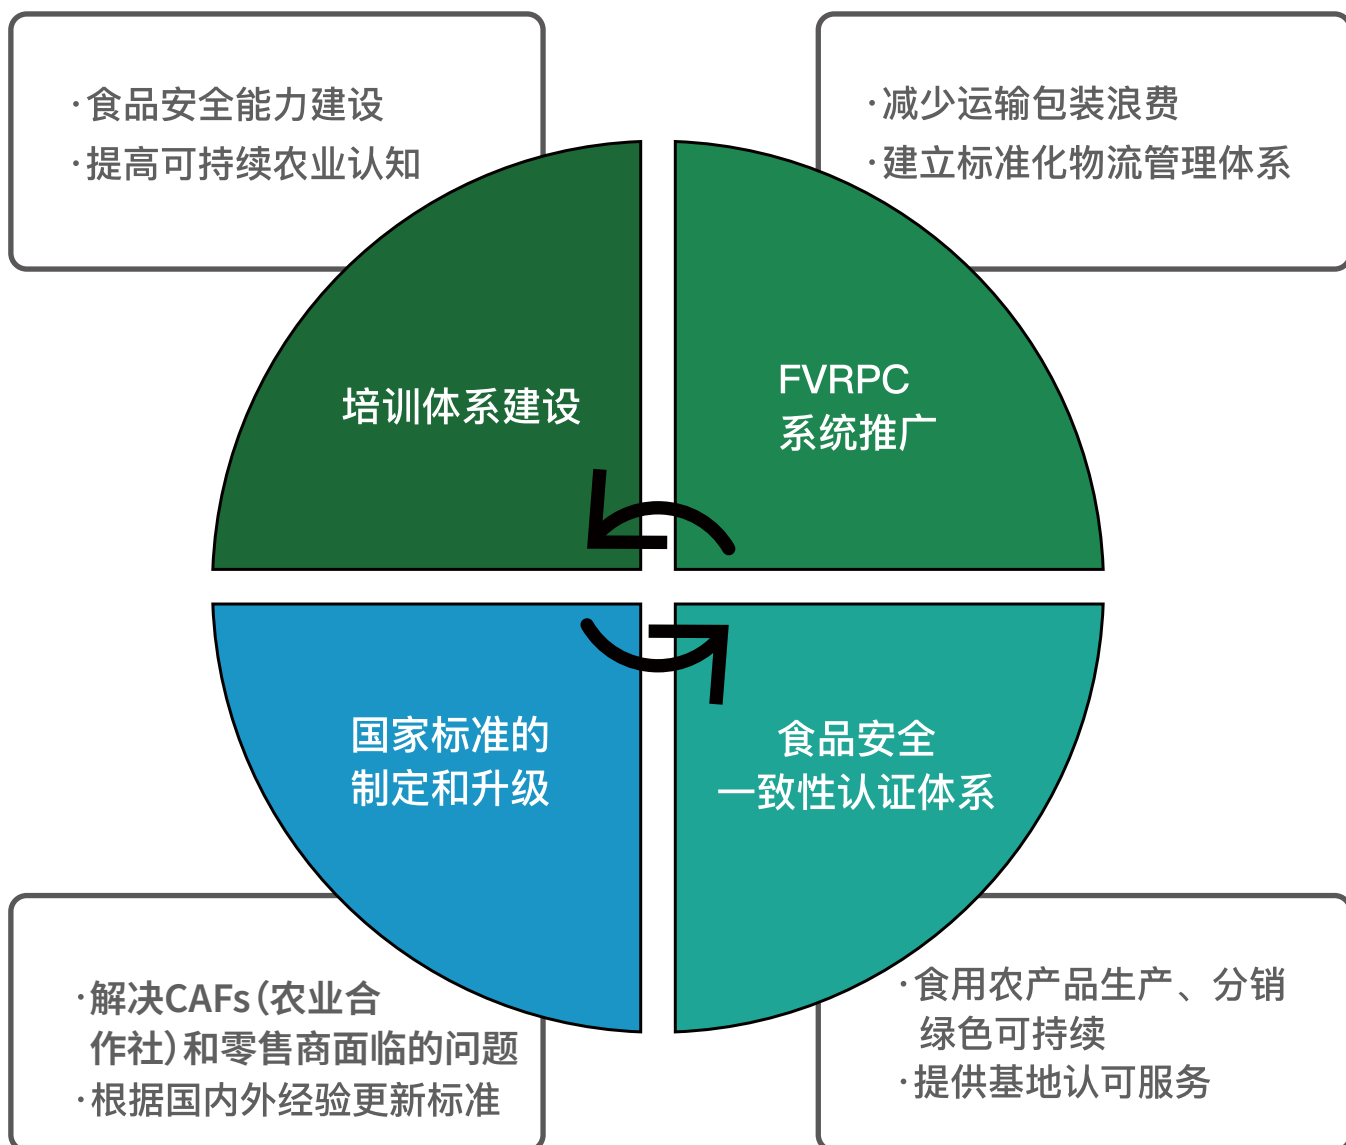 ·食品安全能力建设
·提高可持续农业认知
·减少运输包装浪费
·建立标准化物流管理体系
培训体系建设
FVRPC
系统推广
国家标准的
制定和升级
食品安全
一致性认证体系
·解决CAFs(农业合
作社)和零售商面临的问题
·根据国内外经验更新标准
·食用农产品生产、分销
绿色可持续
·提供基地认可服务